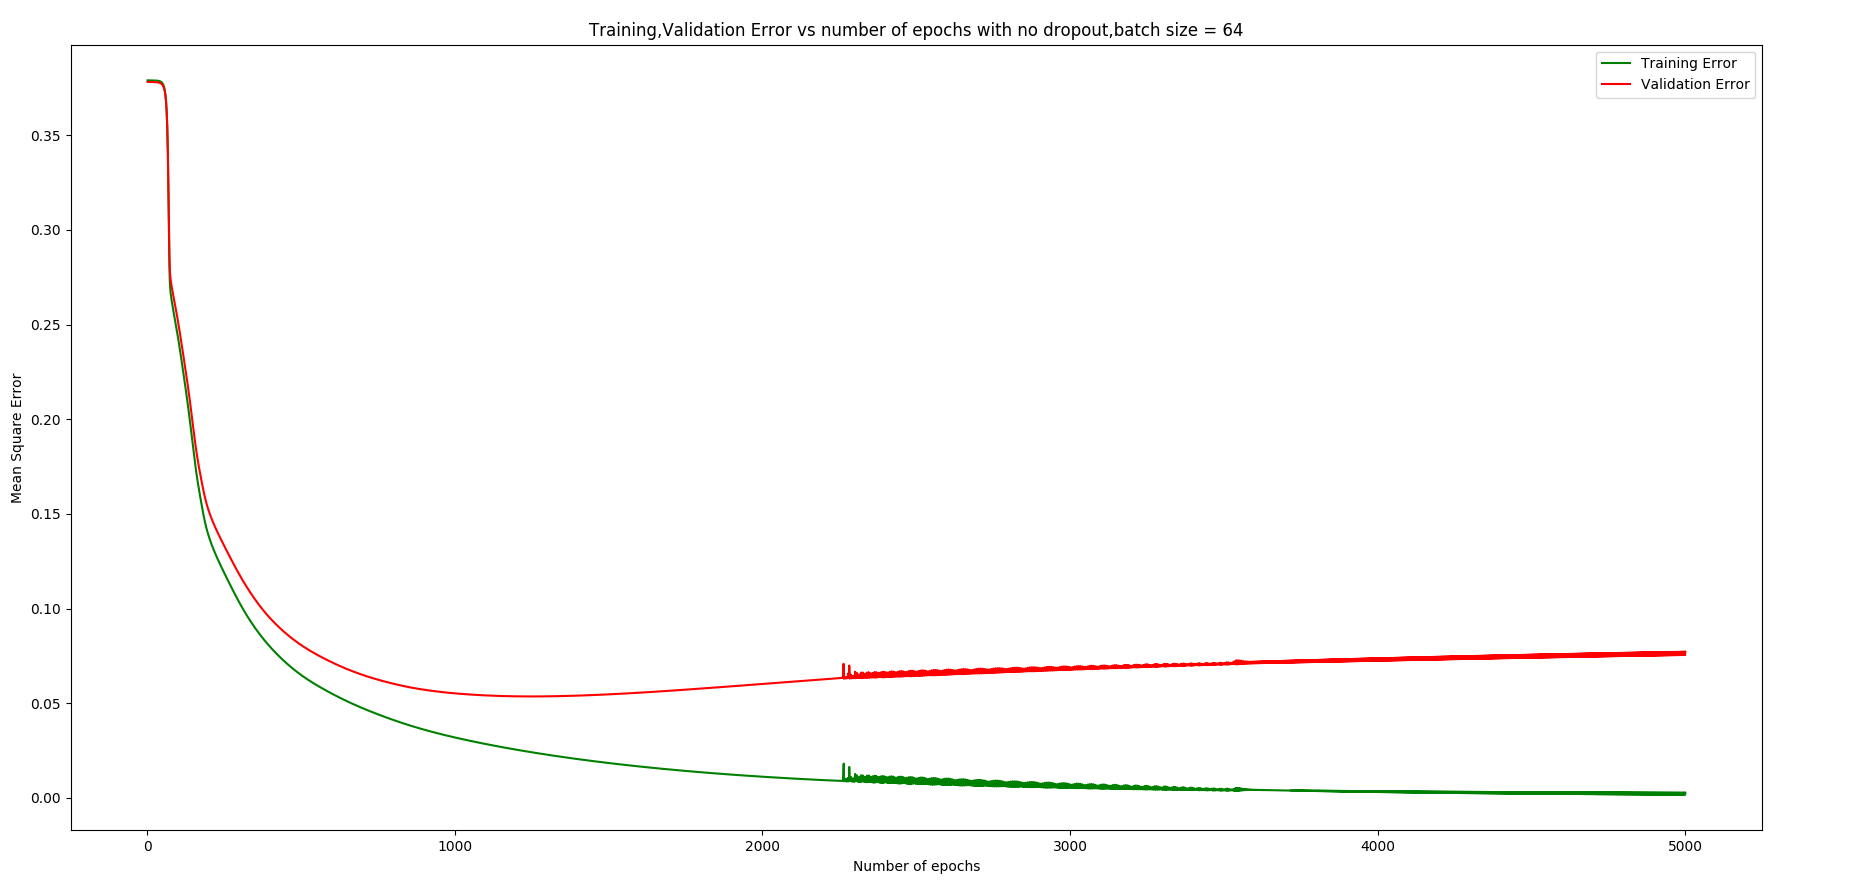 Training,Validation Error vs number of epochs with no dropout,batch size = 64
Training Error
Validation Error
Mean Square Error
0.35
0.30
0.25
0.20
0.15
0.10
0.05
0.00
0
1000
2000
3000
4000
5000
Number of epochs